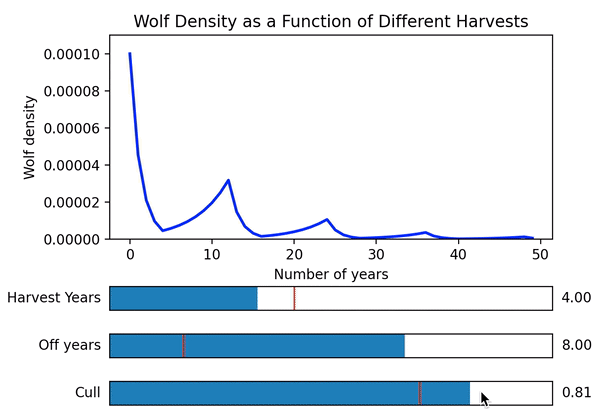 Wolf Density as a Function of Different Harvests
0.00010
0.00008
0.00006
0.00004
0.00002
0.00000
Wolf density
0 10 20 30 40 50
Number of years
Harvest Years 4.00
Off years 8.00
Cull 0.81